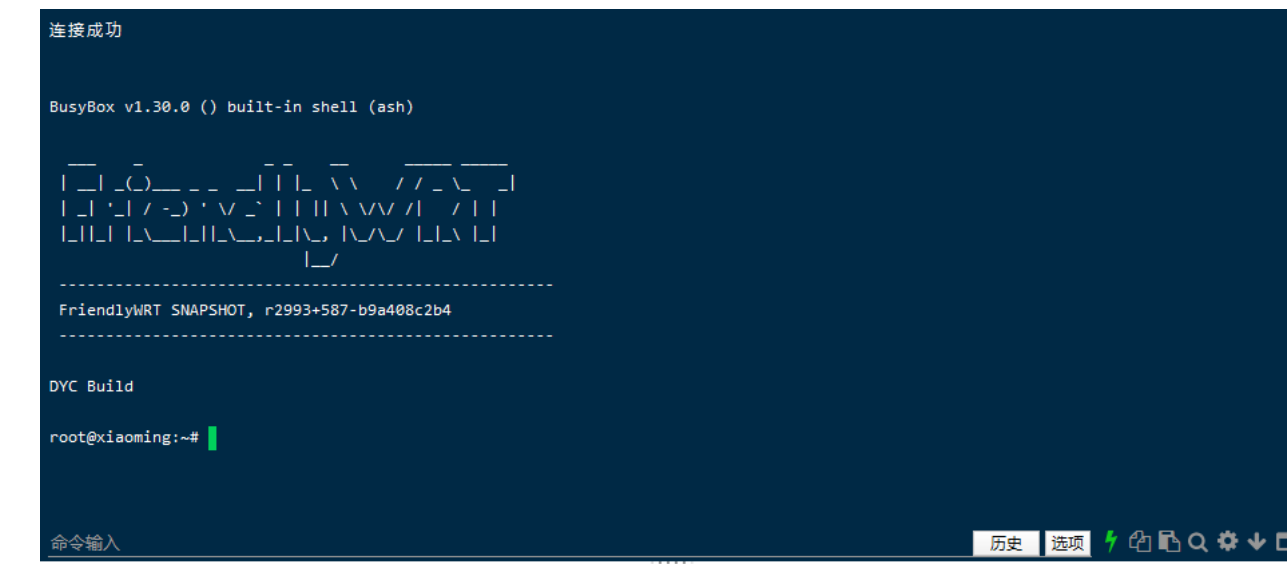 连接成功
BusyBox v1.30.0 () built-in shell (ash)
FriendlyWRT
-----------------------------------------------------
FriendlyWRT SNAPSHOT, r2993+587-b9a408c2b4
-----------------------------------------------------
DYC Build
root@xiaoming:~#
命令输入 历史 选项